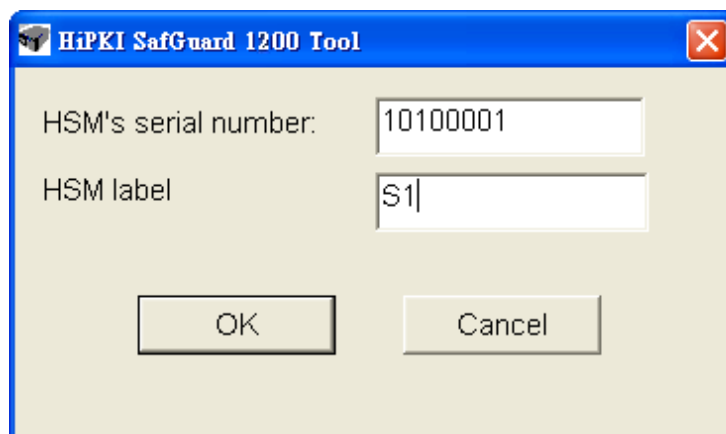 HiPKI SafGuard 1200 Tool
HSM's serial number: 10100001
HSM label S1
OK Cancel